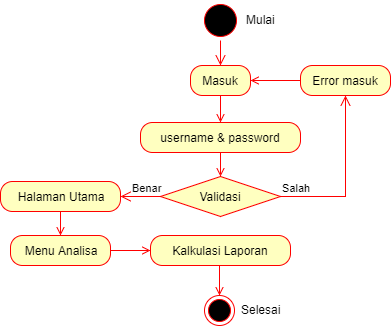 Mulai
Masuk
Error masuk
username & password
Benar
Validasi
Salah
Halaman Utama
Menu Analisa
Kalkulasi Laporan
Selesai